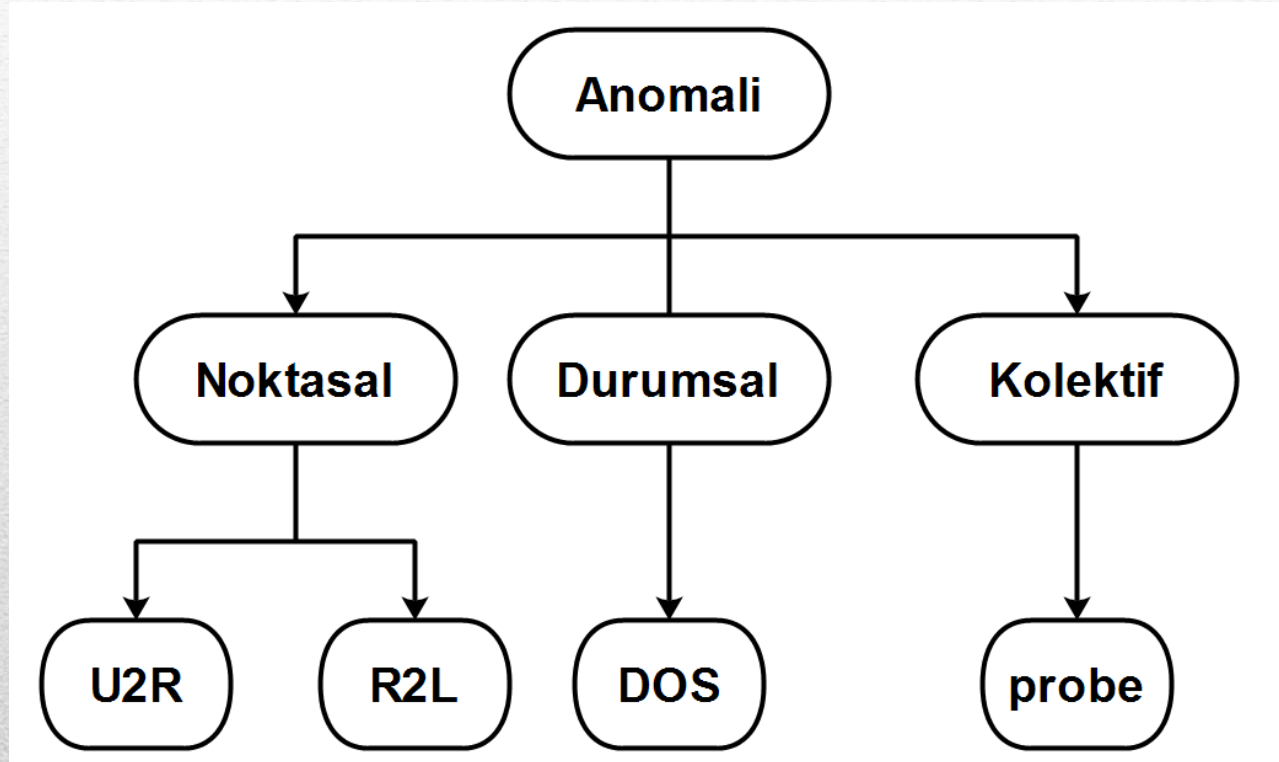 Anomali
Noktasal
Durumsal
Kolektif
U2R
R2L
DOS
probe